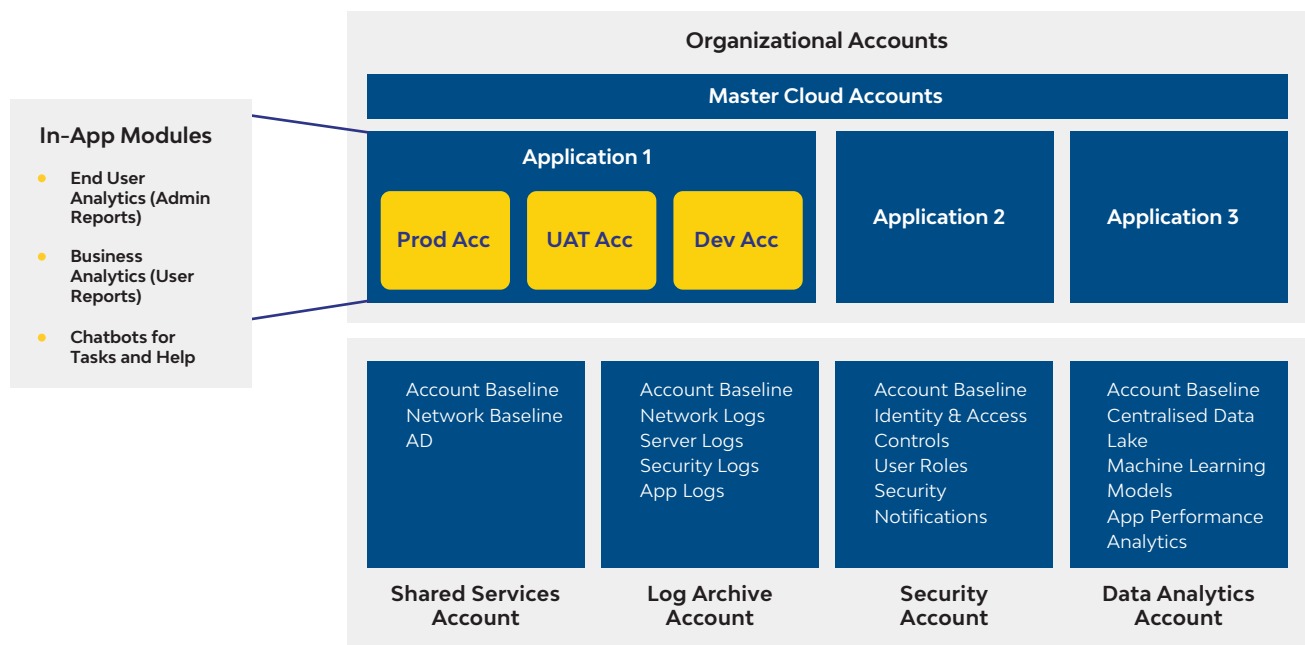 Organizational Accounts
Master Cloud Accounts
In-App Modules
End User
Analytics (Admin
Reports)
Business
Analytics (User
Reports)
Chatbots for
Tasks and Help
Application 1
Prod Acc
UAT Acc
Dev Acc
Application 2
Application 3
Account Baseline
Network Baseline
AD
Shared Services
Account
Account Baseline
Network Logs
Server Logs
Security Logs
App Logs
Log Archive
Account
Account Baseline
Identity & Access
Controls
User Roles
Security
Notifications
Security
Account
Account Baseline
Centralised Data
Lake
Machine Learning
Models
App Performance
Analytics
Data Analytics
Account